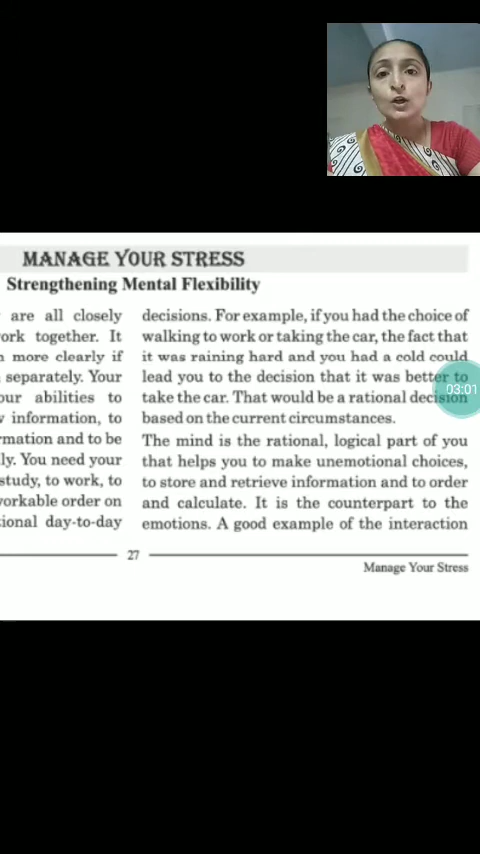 MANAGE YOUR STRESS
Strengthening Mental Flexibility
are all closely
ork together. It
more clearly if
separately. Your
our abilities to
information, to
rmation and to be
ly. You need your
study, to work, to
workable order on
tional day-to-day
decisions. For example, if you had the choice of
walking to work or taking the car, the fact that
it was raining hard and you had a cold could
lead you to the decision that it was better to
take the car. That would be a rational decision
based on the current circumstances.
The mind is the rational, logical part of you
that helps you to make unemotional choices,
to store and retrieve information and to order
and calculate. It is the counterpart to the
emotions. A good example of the interaction
27
Manage Your Stress
03:01